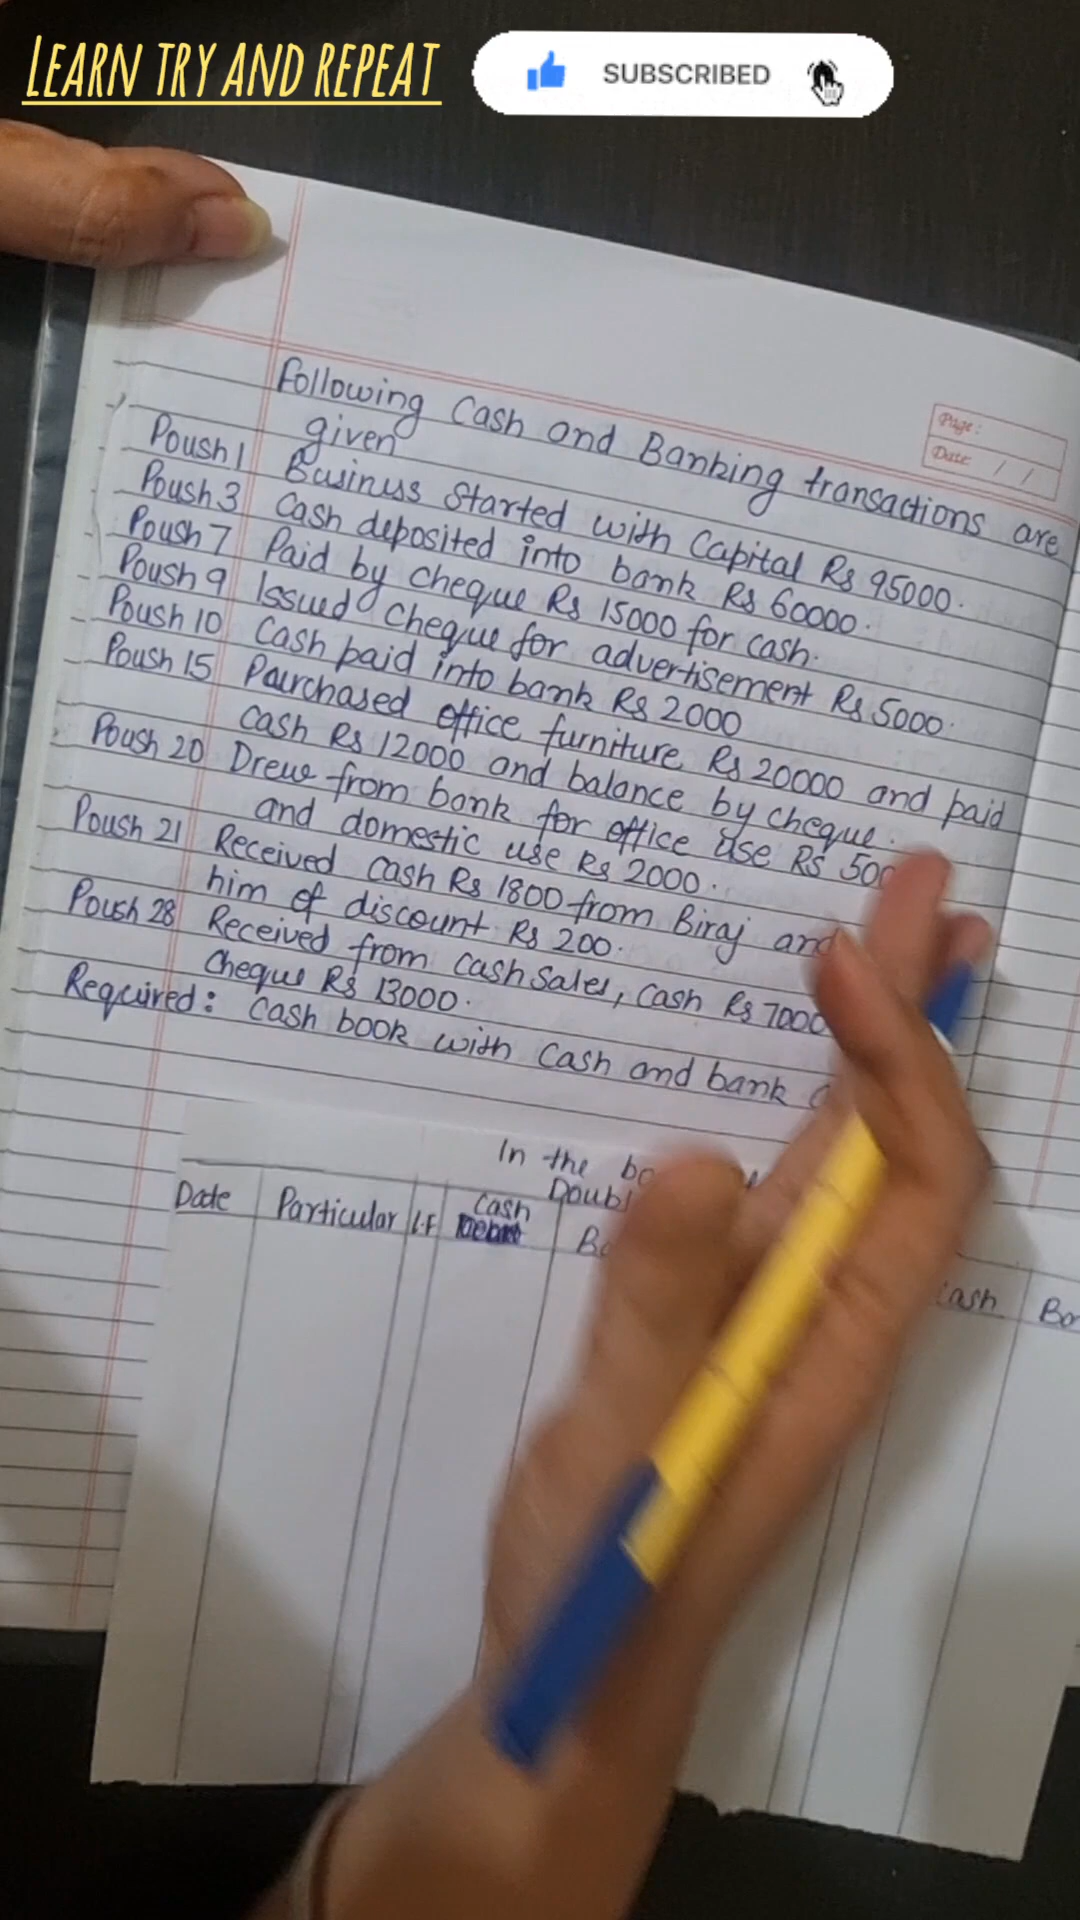 LEARN TRY AND REPEAT
SUBSCRIBED
Page:
Date / /
Following Cash and Banking transactions are
given
Poush 1 Business Started with Capital Rs 95000.
Poush 3 Cash deposited into bank Rs 60000.
Poush 7 Paid by cheque Rs 15000 for cash.
Poush 9 Issued Cheque for advertisement Rs 5000.
Poush 10 Cash paid into bank Rs 2000
Poush 15 Purchased office furniture Rs 20000 and paid
cash Rs 12000 and balance by cheque.
Poush 20 Drew from bank for office use Rs
and domestic use Rs 2000.
Poush 21 Received cash Rs 1800 from Biraj
him of discount Rs 200.
Poush 28 Received from cash sales, cash Rs 7000
Cheque Rs 13000.
Required: Cash book with Cash and bank
In the
Date Particular L.F Cash
Cash